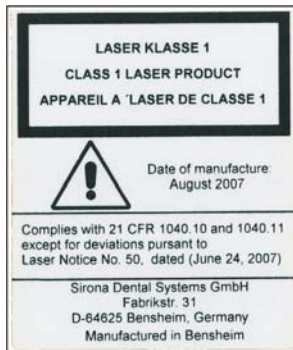 LASER KLASSE 1
CLASS 1 LASER PRODUCT
APPAREIL A ´LASER DE CLASSE 1
Date of manufacture:
August 2007
Complies with 21 CFR 1040.10 and 1040.11
except for deviations pursant to
Laser Notice No. 50, dated (June 24, 2007)
Sirona Dental Systems GmbH
Fabrikstr. 31
D-64625 Bensheim, Germany
Manufactured in Bensheim